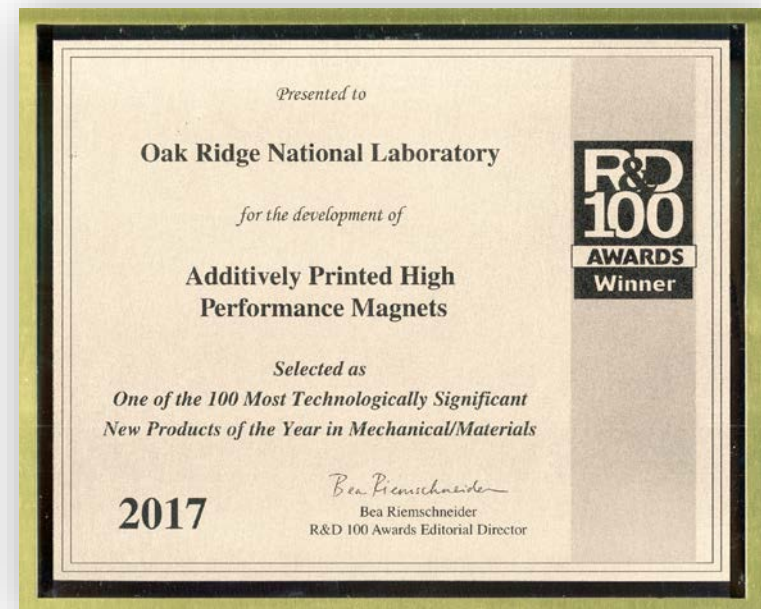 Presented to
Oak Ridge National Laboratory
for the development of
Additively Printed High
Performance Magnets
Selected as
One of the 100 Most Technologically Significant
New Products of the Year in Mechanical/Materials
2017
Bea Riemschneider
Bea Riemschneider
R&D 100 Awards Editorial Director
R&D
100
AWARDS
Winner